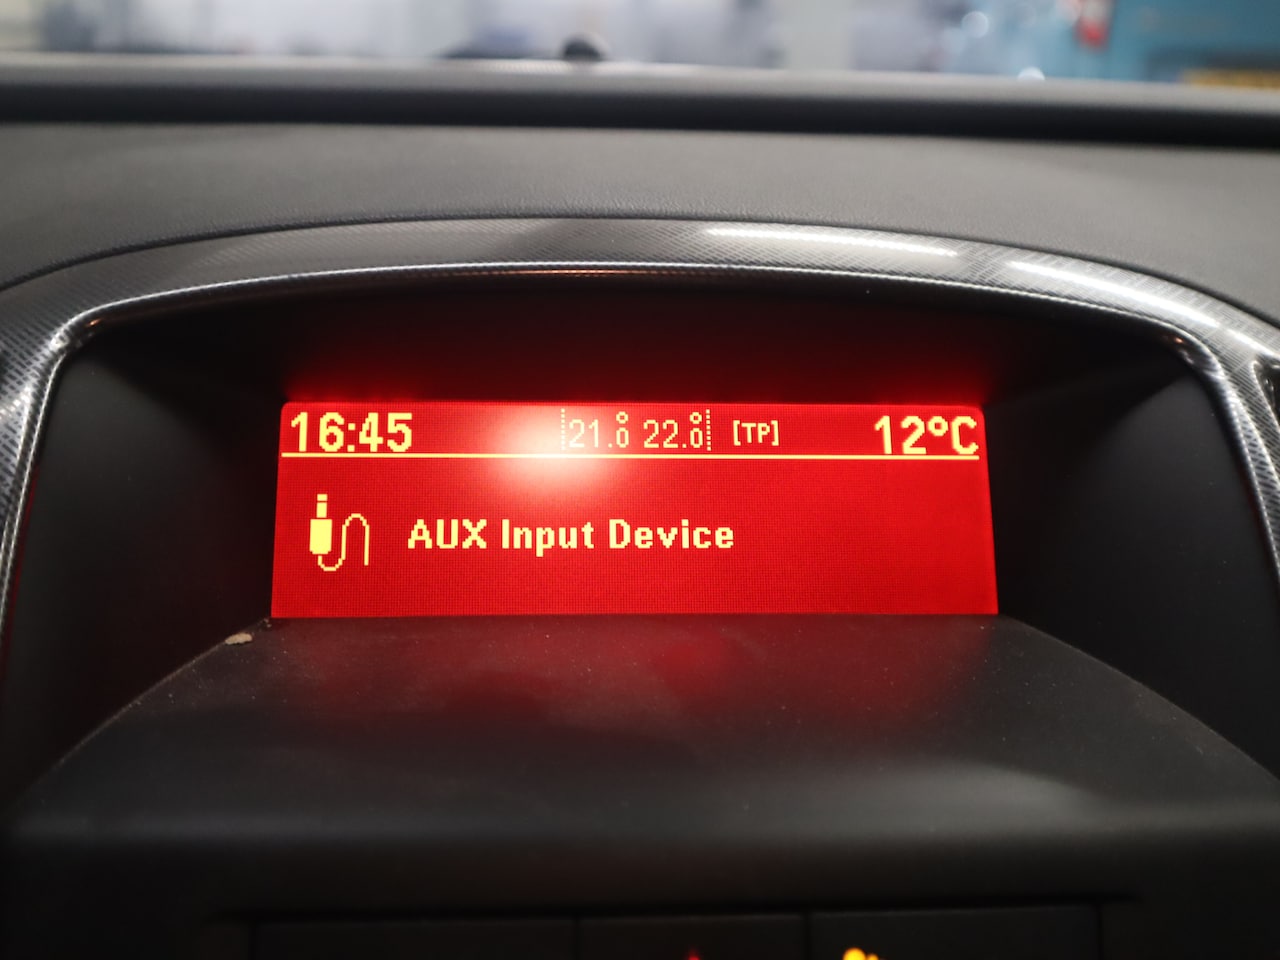 16:45 21.0° 22.0° [TP] 12°C
AUX Input Device